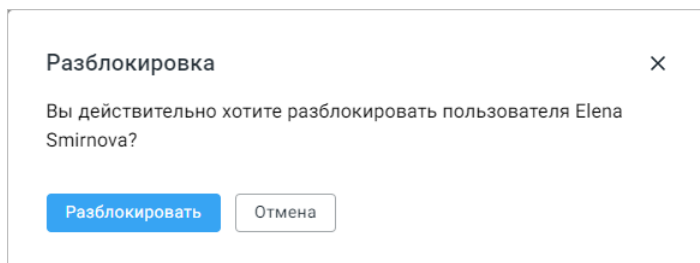 Разблокировка
Вы действительно хотите разблокировать пользователя Elena
Smirnova?
Разблокировать Отмена